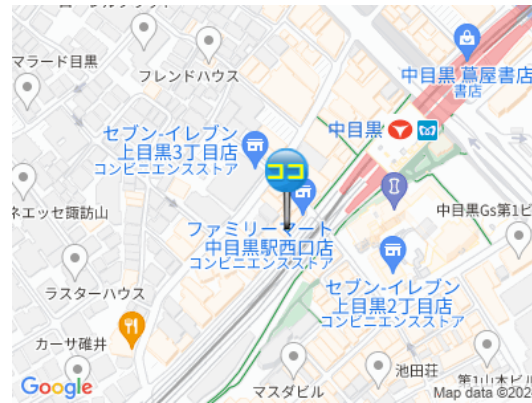 マラード目黒
フレンドハウス
中目黒 蔦屋書店
書店
セブン-イレブン
上目黒3丁目店
コンビニエンスストア
中目黒
ココ
ネエッセ諏訪山
ファミリーマート
中目黒駅西口店
コンビニエンスストア
中目黒Gs第1ビ
ラスターハウス
セブン-イレブン
上目黒2丁目店
コンビニエンスストア
カーサ碓井
池田荘
第1山本ビル
マスダビル
Google
Map data ©202